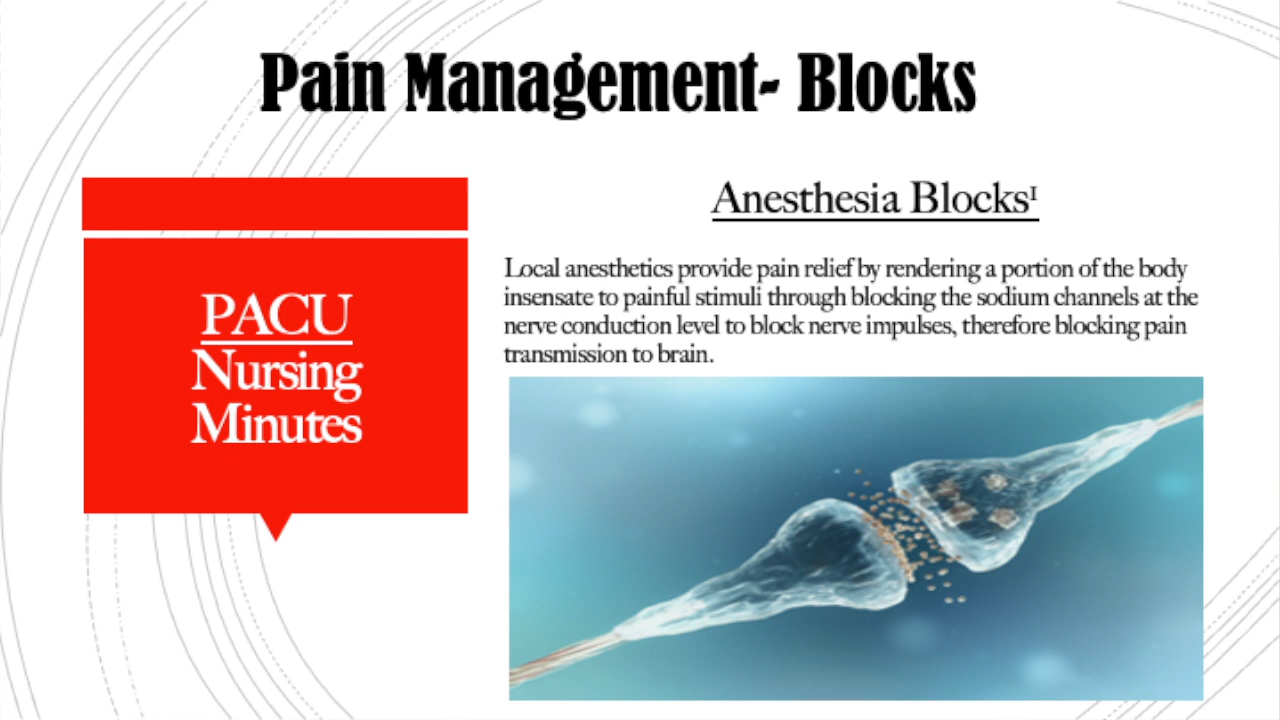 Pain Management- Blocks
PACU
Nursing
Minutes
Anesthesia Blocks¹
Local anesthetics provide pain relief by rendering a portion of the body
insensate to painful stimuli through blocking the sodium channels at the
nerve conduction level to block nerve impulses, therefore blocking pain
transmission to brain.